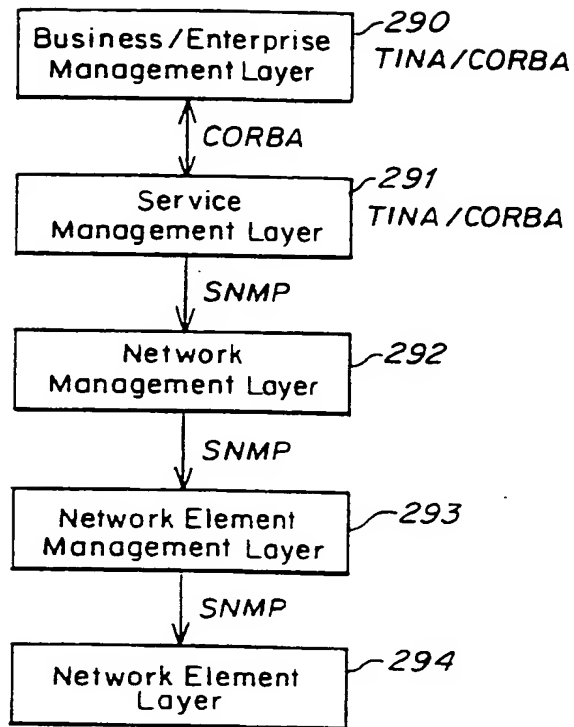 Business/Enterprise
Management Layer
290
TINA/CORBA
CORBA
Service
Management Layer
291
TINA/CORBA
SNMP
Network
Management Layer
292
SNMP
Network Element
Management Layer
293
SNMP
Network Element
Layer
294